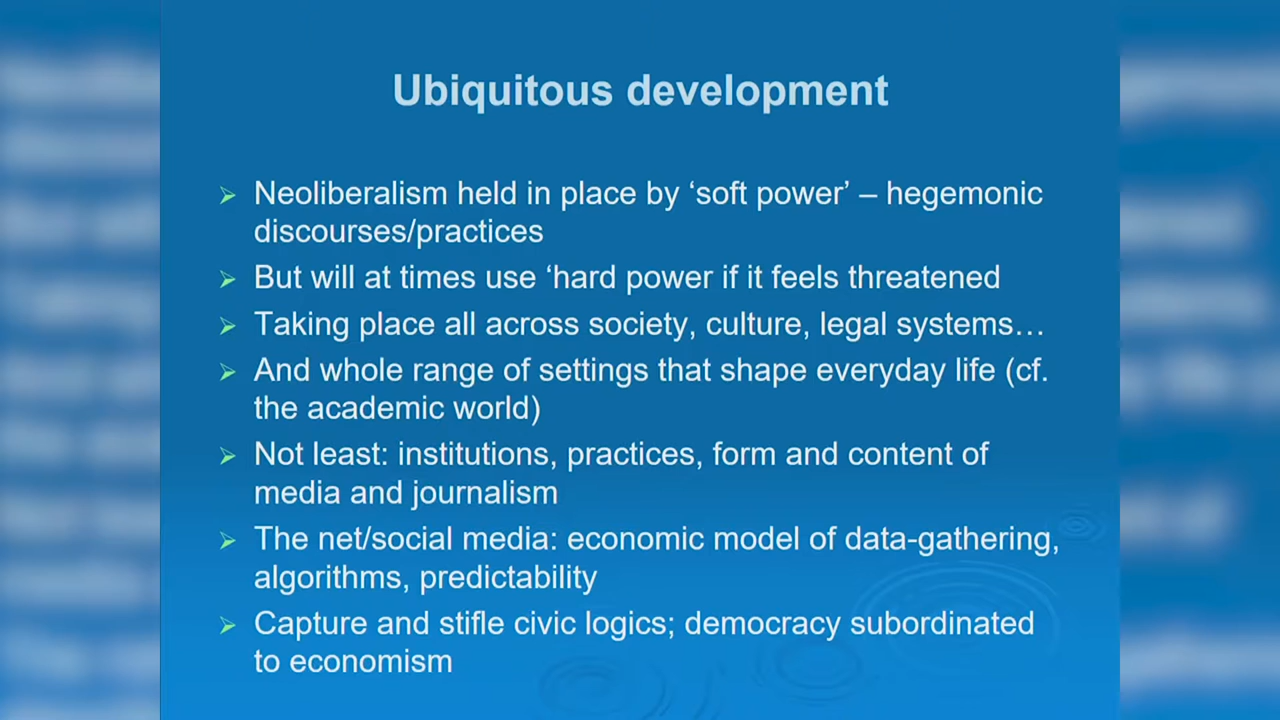 Ubiquitous development
Neoliberalism held in place by ‘soft power’ – hegemonic
discourses/practices
But will at times use ‘hard power if it feels threatened
Taking place all across society, culture, legal systems…
And whole range of settings that shape everyday life (cf.
the academic world)
Not least: institutions, practices, form and content of
media and journalism
The net/social media: economic model of data-gathering,
algorithms, predictability
Capture and stifle civic logics; democracy subordinated
to economism